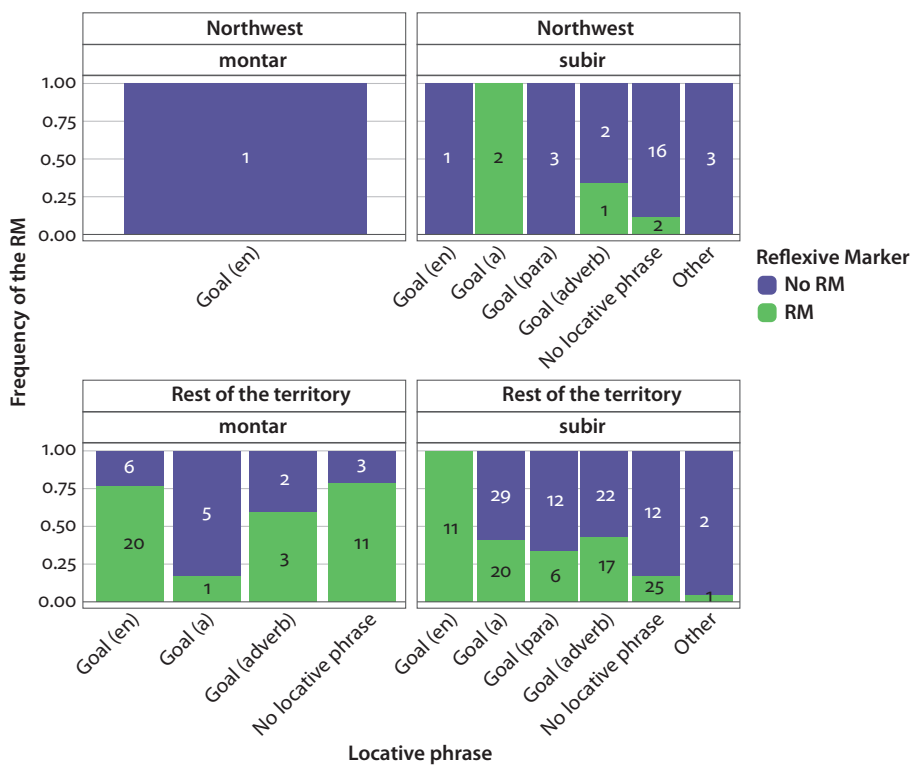 Northwest
montar
Northwest
subir
Frequency of the RM
1.00
0.75
0.50
0.25
0.00
1
1
2
3
2
1
16
2
3
Goal (en)
Goal (en)
Goal (a)
Goal (para)
Goal (adverb)
No locative phrase
Other
Reflexive Marker
No RM
RM
Rest of the territory
montar
Rest of the territory
subir
1.00
0.75
0.50
0.25
0.00
6
20
5
1
2
3
3
11
11
29
20
12
6
22
17
12
25
2
1
Goal (en)
Goal (a)
Goal (adverb)
No locative phrase
Goal (en)
Goal (a)
Goal (para)
Goal (adverb)
No locative phrase
Other
Locative phrase